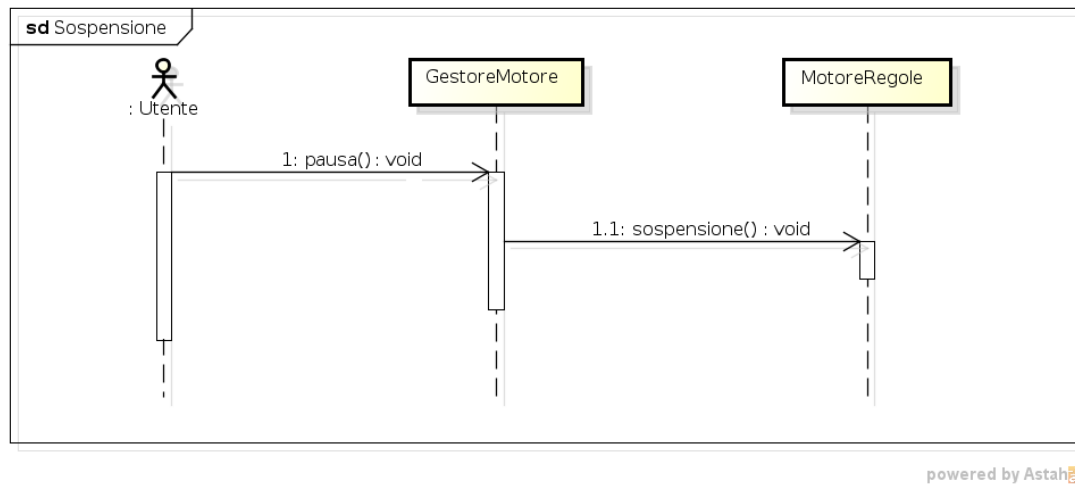 sd Sospensione
: Utente
GestoreMotore
MotoreRegole
1: pausa() : void
1.1: sospensione() : void
powered by Astah